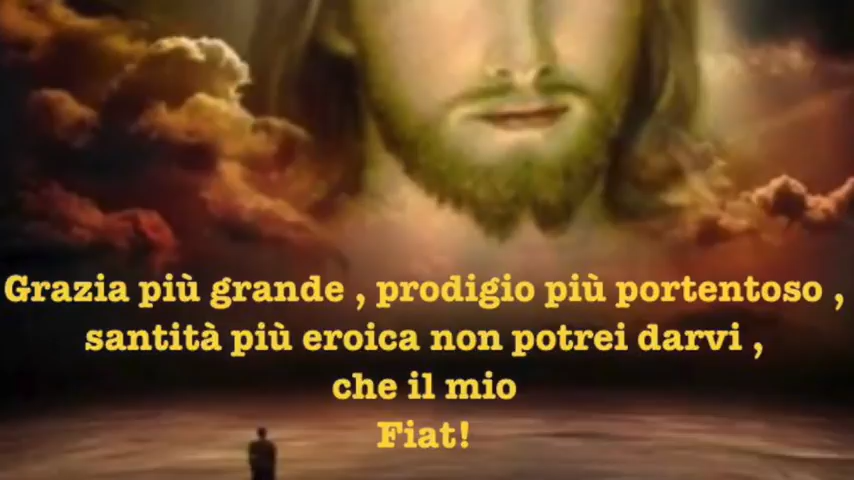 Grazia più grande , prodigio più portentoso ,
santità più eroica non potrei darvi ,
che il mio
Fiat!